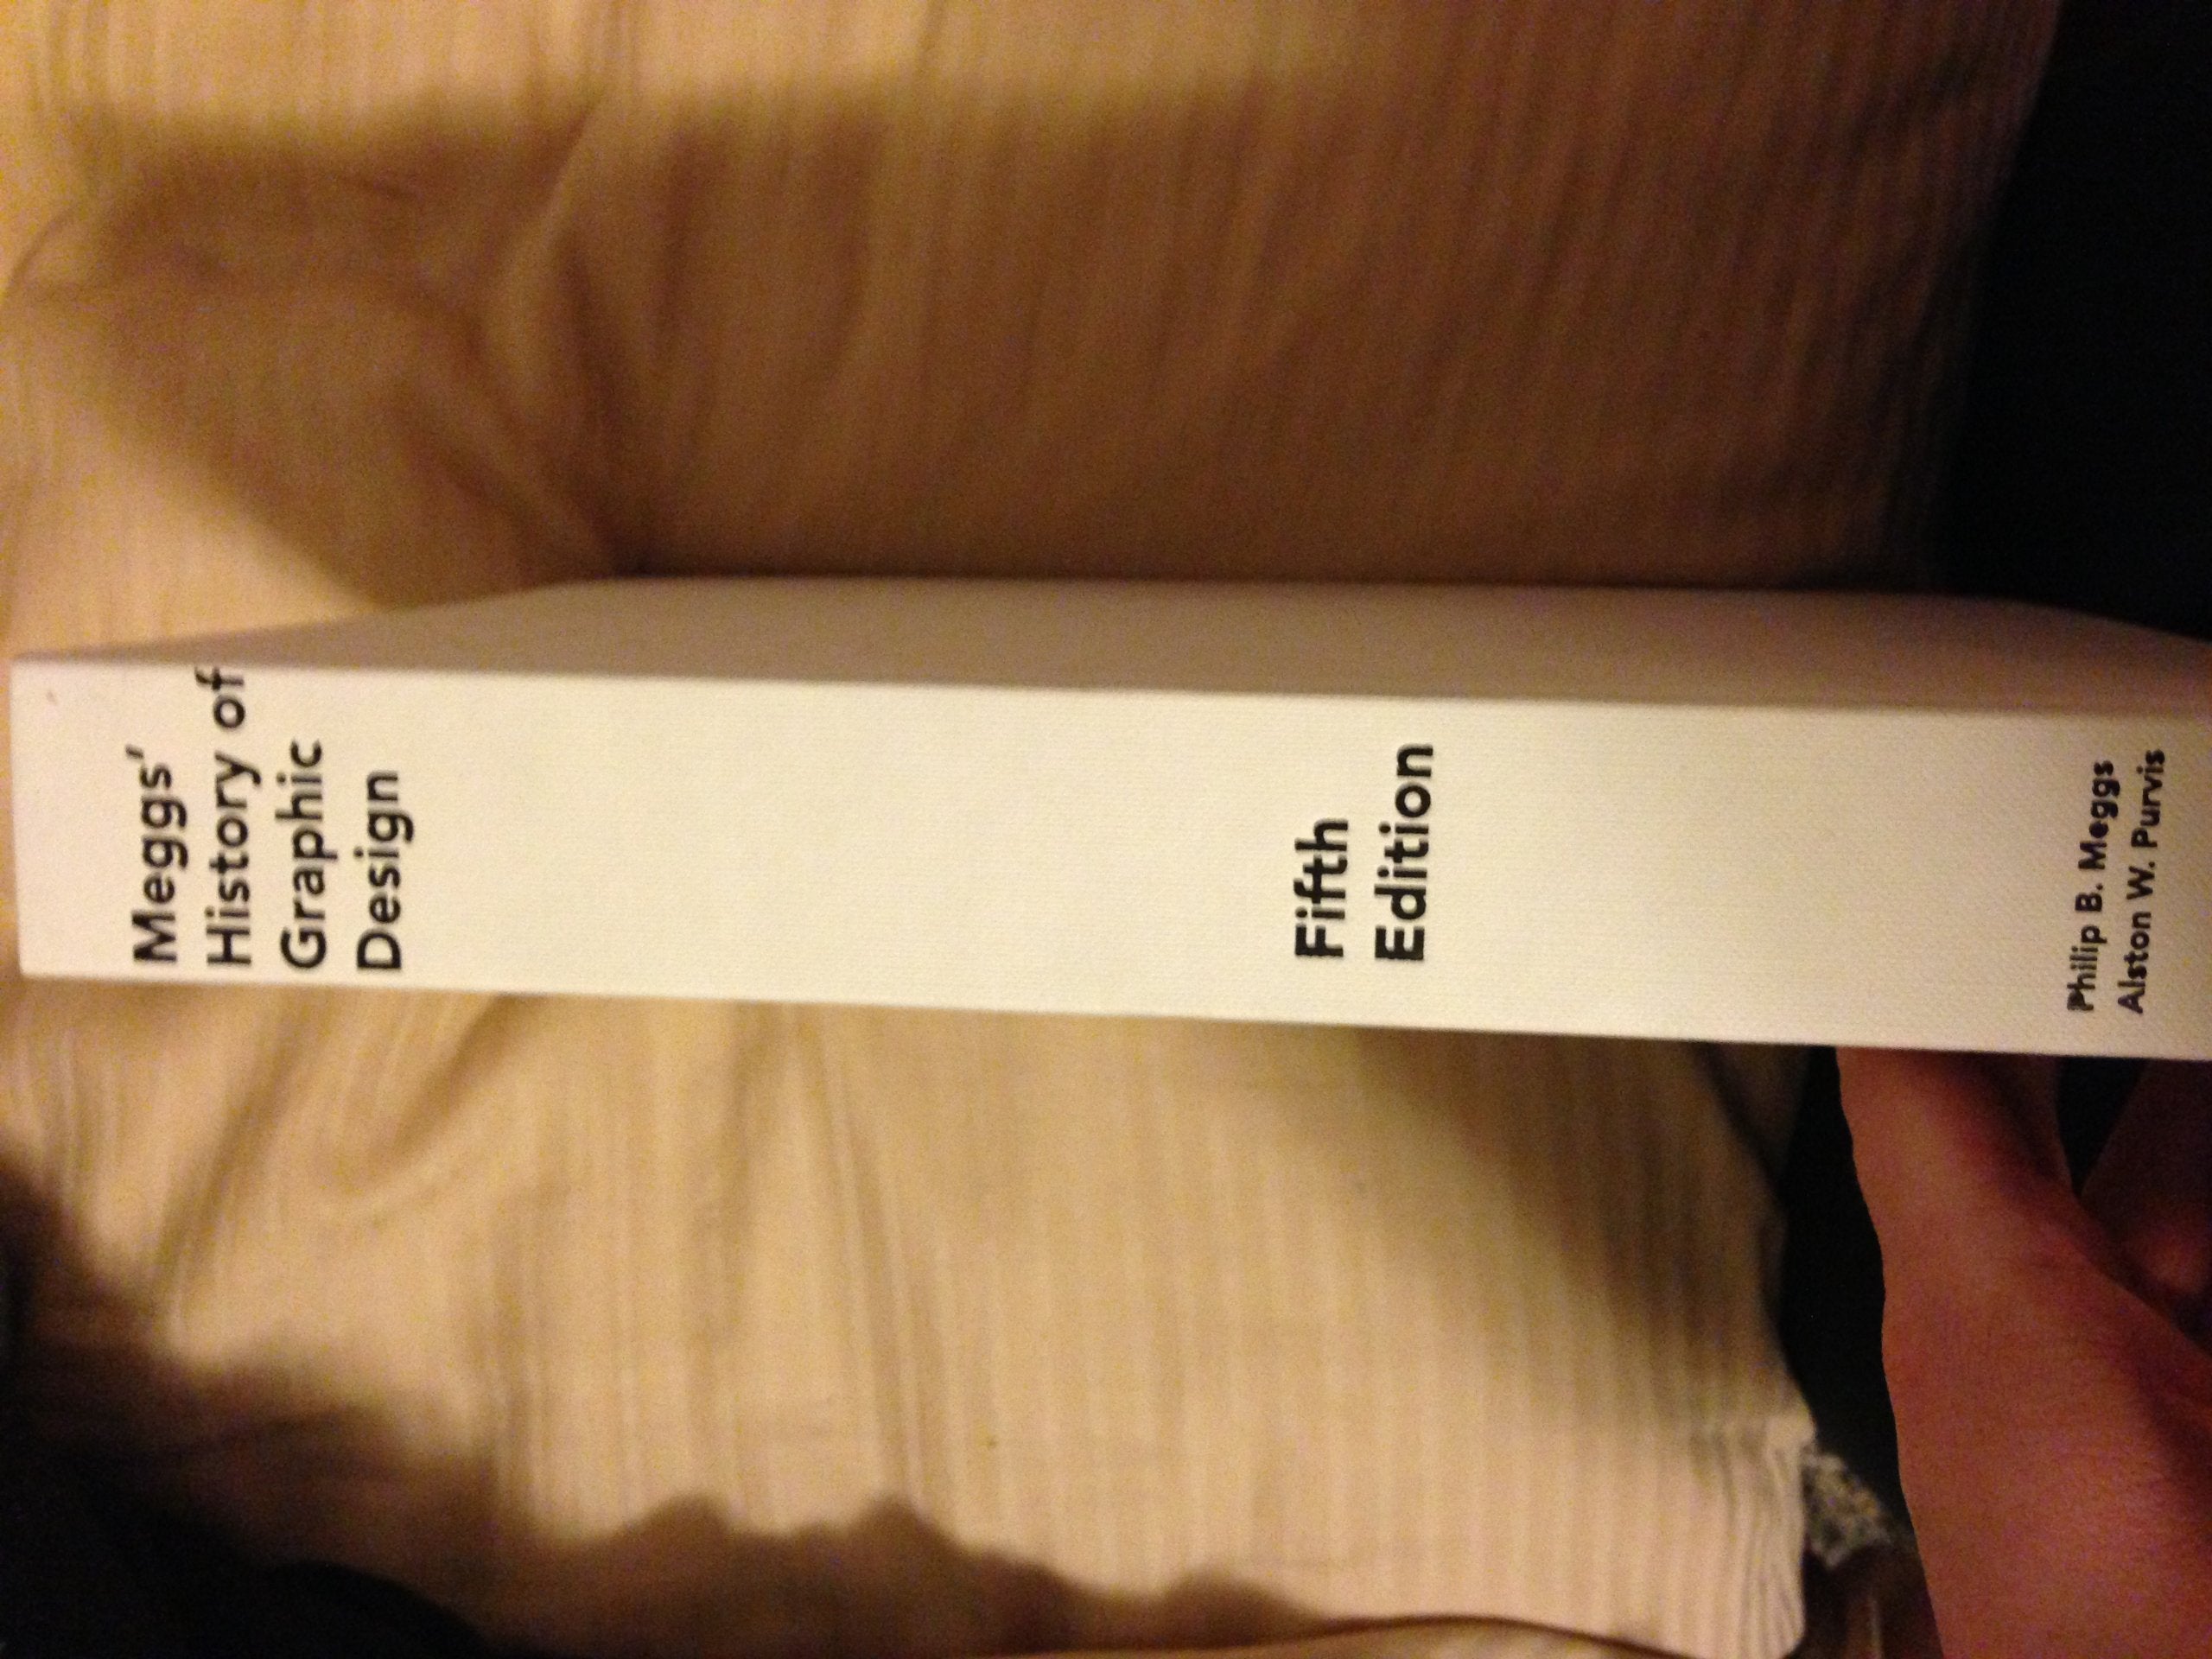 Meggs'
History of
Graphic
Design
Fifth
Edition
Philip B. Meggs
Alston W. Purvis